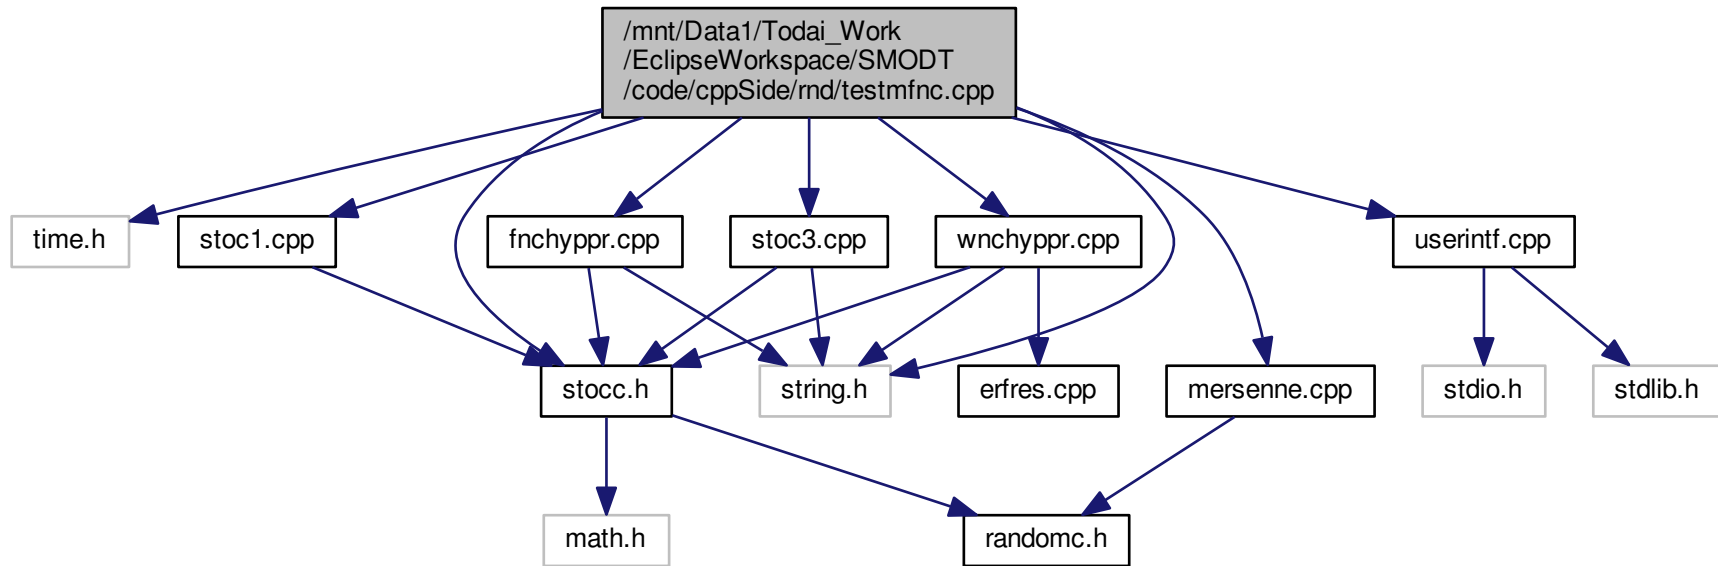 /mnt/Data1/Todai_Work
/EclipseWorkspace/SMODT
/code/cppSide/rnd/testmfnc.cpp
time.h
stoc1.cpp
fnchyppr.cpp
stoc3.cpp
wnchyppr.cpp
userintf.cpp
stocc.h
string.h
erfres.cpp
mersenne.cpp
stdio.h
stdlib.h
math.h
randomc.h